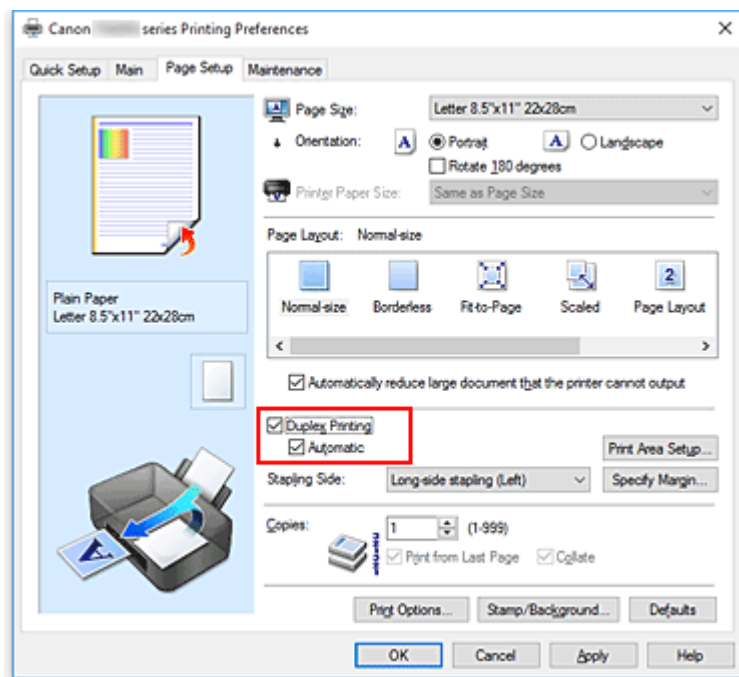 Canon series Printing Preferences
Quick Setup Main Page Setup Maintenance
Page Size: Letter 8.5"x11" 22x28cm
Orientation: A Portrait A Landscape
Rotate 180 degrees
Printer Paper Size: Same as Page Size
Page Layout: Normal-size
2
Normal-size Borderless Fit-to-Page Scaled Page Layout
Plain Paper
Letter 8.5"x11" 22x28cm
Automatically reduce large document that the printer cannot output
Duplex Printing
Automatic
Print Area Setup...
Stapling Side: Long-side stapling (Left) Specify Margin...
Copies: 1 (1-999)
Print from Last Page Collate
A
Print Options... Stamp/Background... Defaults
OK Cancel Apply Help